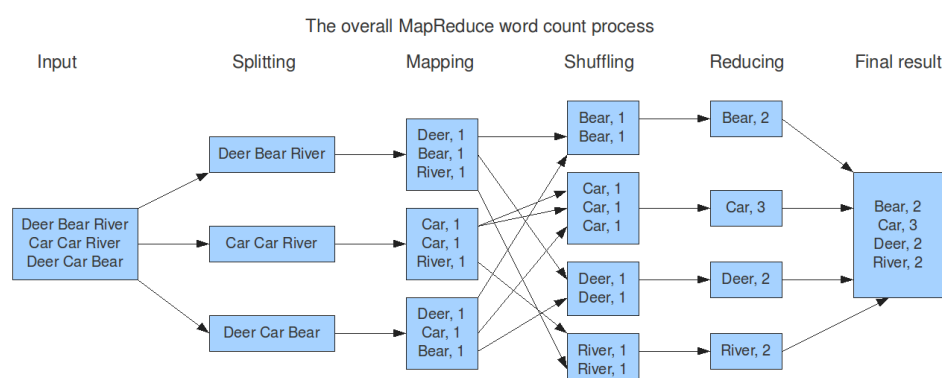 The overall MapReduce word count process
Input
Splitting
Mapping
Shuffling
Reducing
Final result
Deer Bear River
Car Car River
Deer Car Bear
Deer Bear River
Car Car River
Deer Car Bear
Deer, 1
Bear, 1
River, 1
Car, 1
Car, 1
River, 1
Deer, 1
Car, 1
Bear, 1
Bear, 1
Bear, 1
Car, 1
Car, 1
Car, 1
Deer, 1
Deer, 1
River, 1
River, 1
Bear, 2
Car, 3
Deer, 2
River, 2
Bear, 2
Car, 3
Deer, 2
River, 2